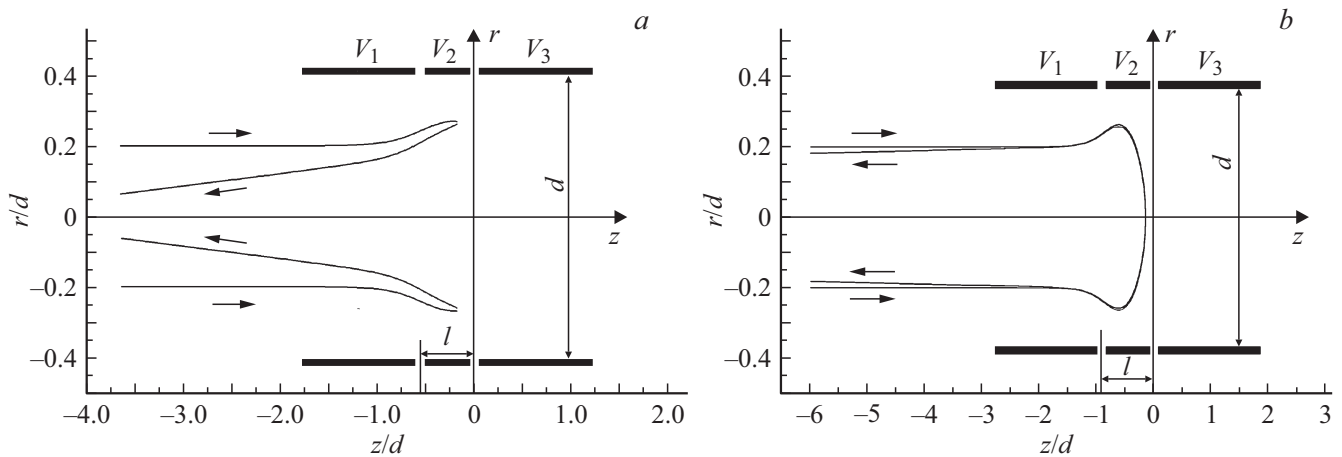 a
r
V1 V2 V3
0.4
0.2
0
–0.2
–0.4
r/d
d
z
l
–4.0 –3.0 –2.0 –1.0 0 1.0 2.0
z/d
b
r
V1 V2 V3
0.4
0.2
0
–0.2
–0.4
r/d
d
z
l
–6 –5 –4 –3 –2 –1 0 1 2 3
z/d